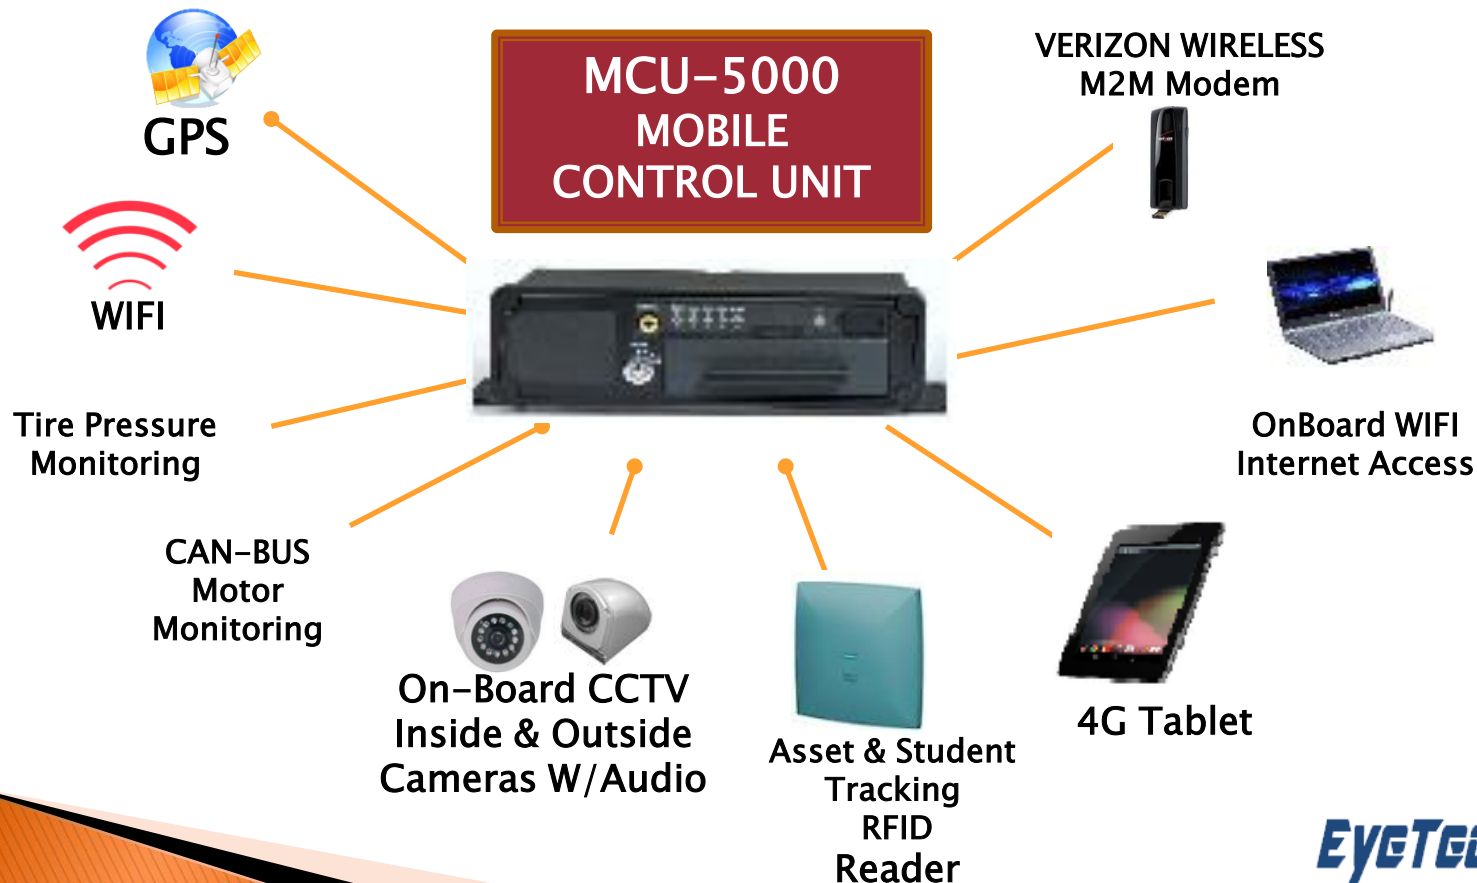 MCU-5000
MOBILE
CONTROL UNIT
GPS
WIFI
Tire Pressure
Monitoring
CAN-BUS
Motor
Monitoring
On-Board CCTV
Inside & Outside
Cameras W/Audio
Asset & Student
Tracking
RFID
Reader
4G Tablet
OnBoard WIFI
Internet Access
VERIZON WIRELESS
M2M Modem